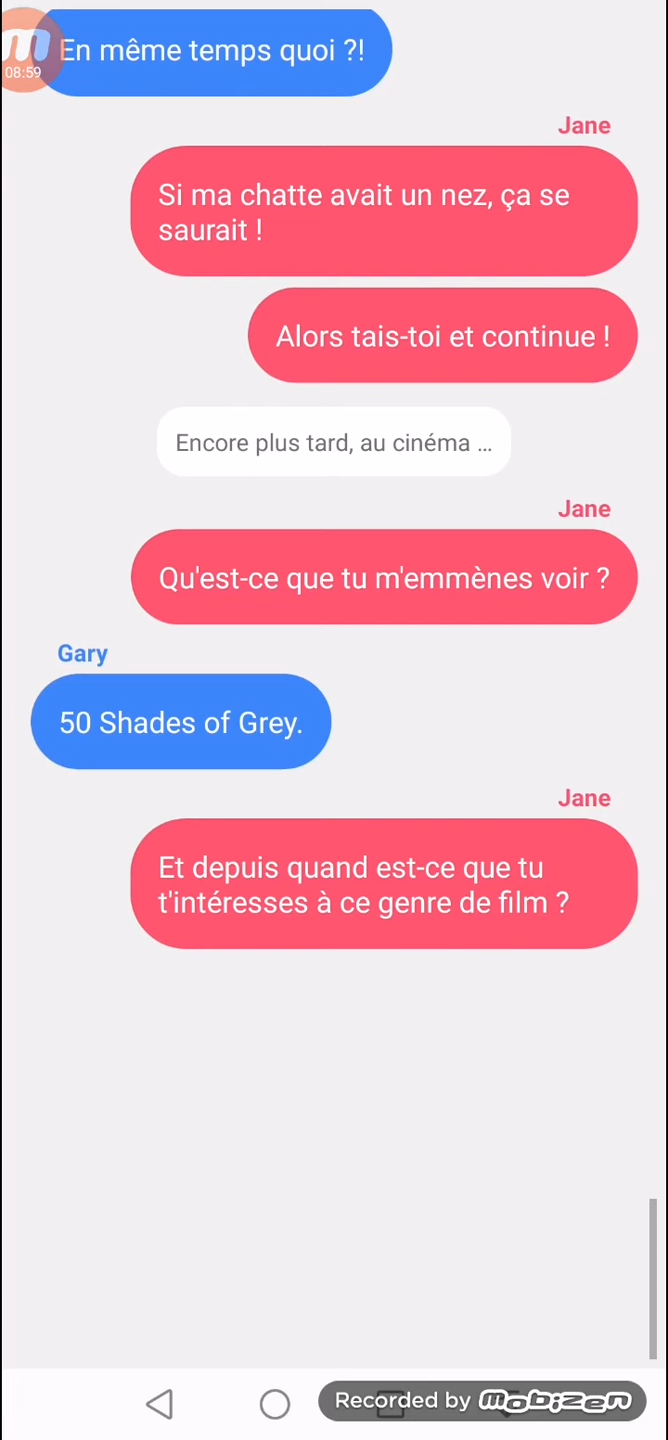 m
08:59
En même temps quoi ?!
Jane
Si ma chatte avait un nez, ça se
saurait !
Alors tais-toi et continue !
Encore plus tard, au cinéma ...
Jane
Qu'est-ce que tu m'emmènes voir ?
Gary
50 Shades of Grey.
Jane
Et depuis quand est-ce que tu
t'intéresses à ce genre de film ?
Recorded by mobizen